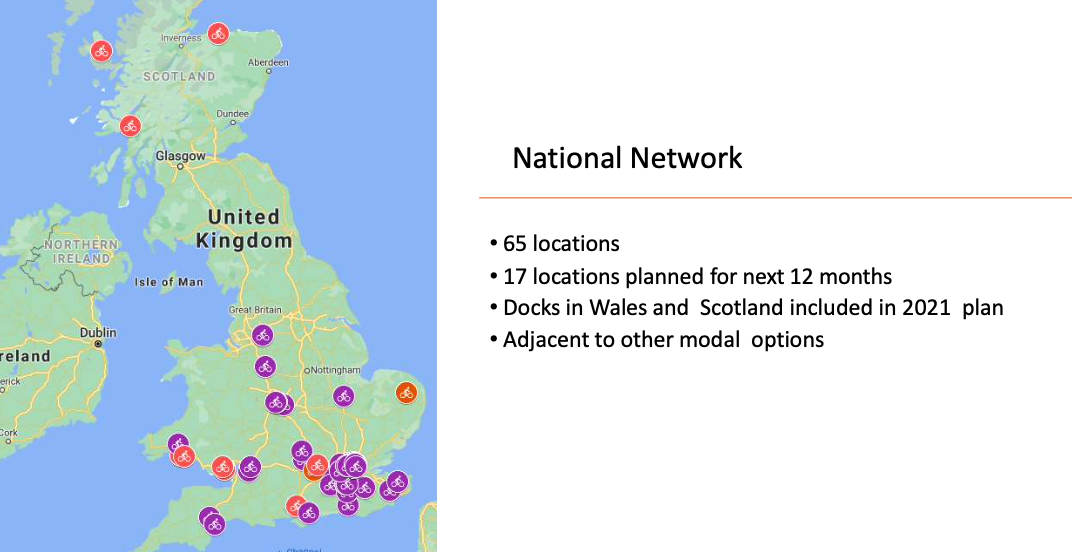 Inverness
SCOTLAND
Aberdeen
Dundee
Glasgow
United
Kingdom
NORTHERN
IRELAND
Isle of Man
Great Britain
Dublin
reland
Nottingham
erick
Cork
Channel
National Network
• 65 locations
• 17 locations planned for next 12 months
• Docks in Wales and  Scotland included in 2021  plan
• Adjacent to other modal  options